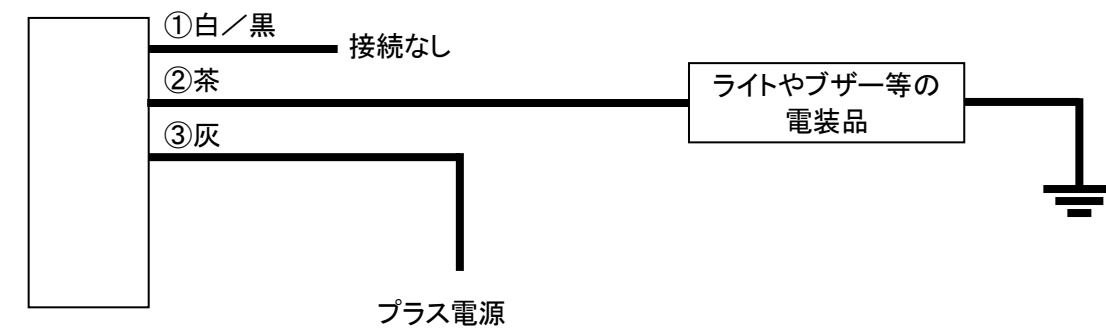 ①白／黒
接続なし
②茶
ライトやブザー等の
電装品
③灰
プラス電源